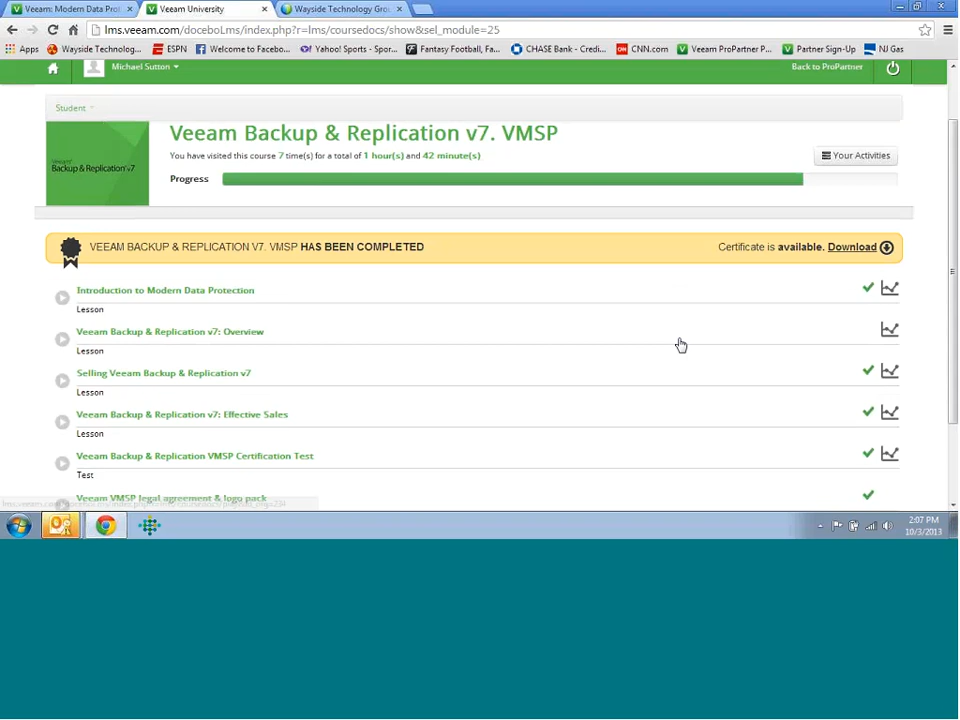 Veeam: Modern Data Prot
Veeam University
Wayside Technology Grou
lms.veeam.com/doceboLms/index.php?r=lms/coursedocs/show&sel_module=25
Apps
Wayside Technolog...
ESPN
Welcome to Facebo...
Yahoo! Sports - Spor...
Fantasy Football, Fa...
CHASE Bank - Credi...
CNN.com
Veeam ProPartner P...
Partner Sign-Up
NJ Gas
Michael Sutton
Back to ProPartner
Student
veeam
Backup & Replication v7
Veeam Backup & Replication v7. VMSP
You have visited this course 7 time(s) for a total of 1 hour(s) and 42 minute(s)
Your Activities
Progress
VEEAM BACKUP & REPLICATION V7. VMSP HAS BEEN COMPLETED
Certificate is available. Download
Introduction to Modern Data Protection
Lesson
Veeam Backup & Replication v7: Overview
Lesson
Selling Veeam Backup & Replication v7
Lesson
Veeam Backup & Replication v7: Effective Sales
Lesson
Veeam Backup & Replication VMSP Certification Test
Test
Veeam VMSP legal agreement & logo pack
2:07 PM
10/3/2013